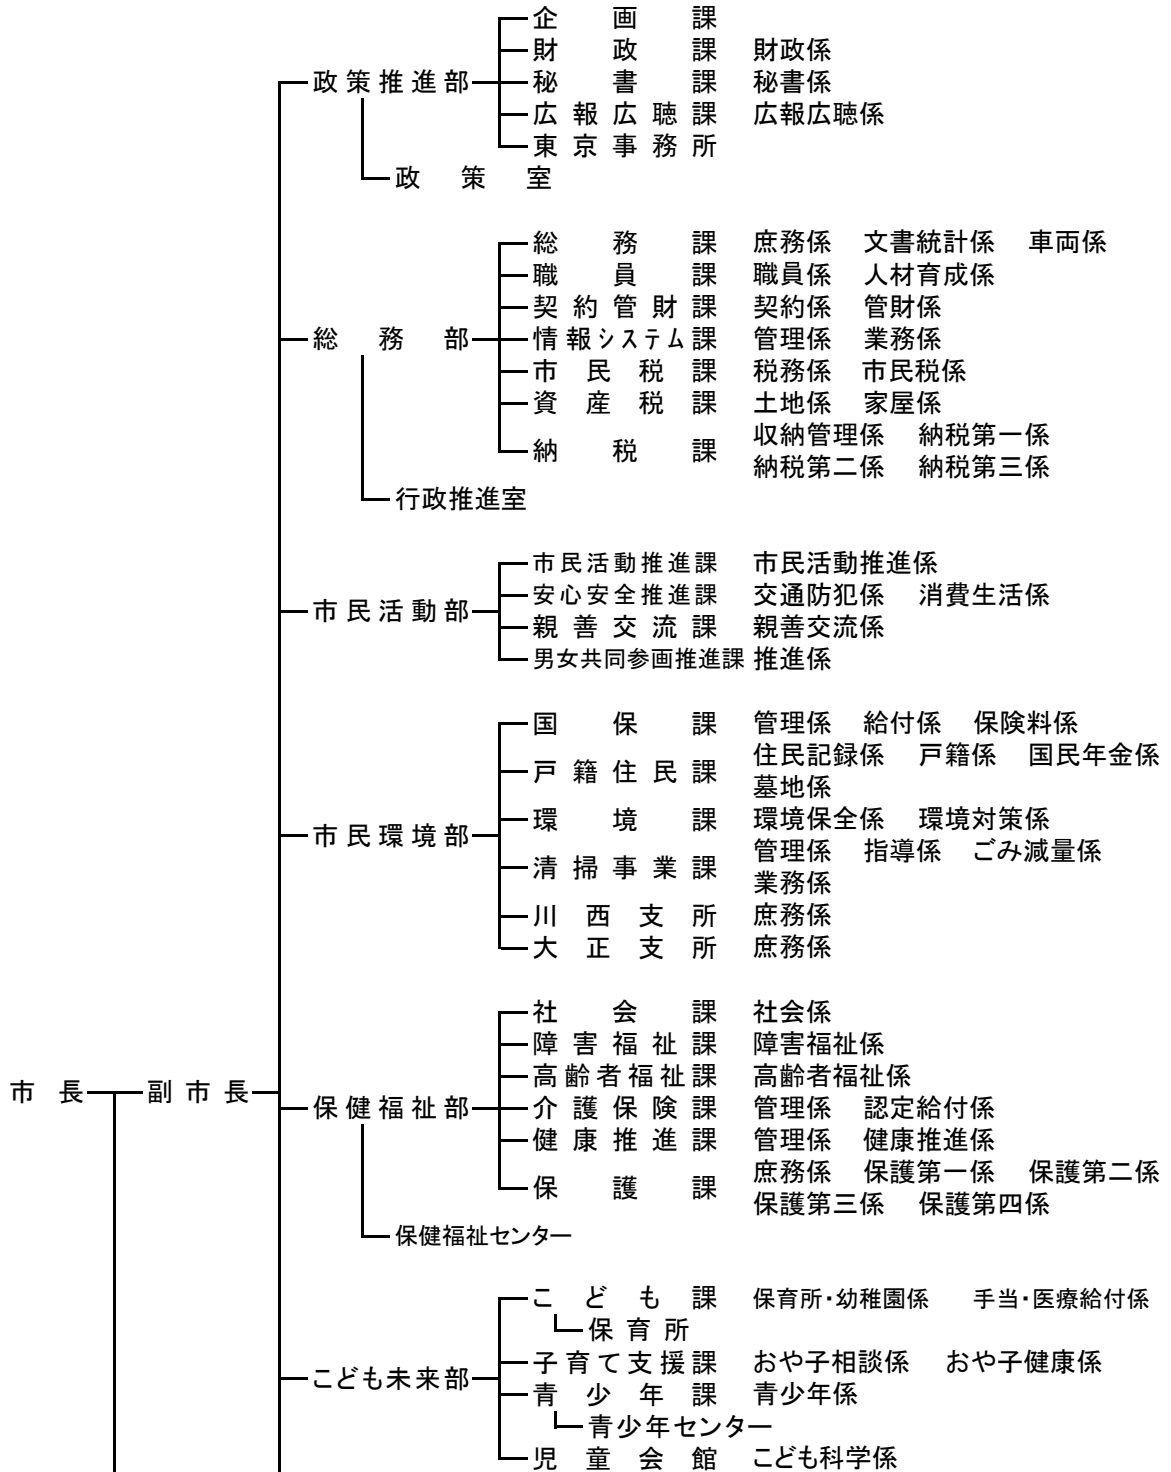 企画課
財政課 財政係
政策推進部 秘書課 秘書係
広報広聴課 広報広聴係
東京事務所
政策室
総務課 庶務係 文書統計係 車両係
職員課 職員係 人材育成係
契約管財課 契約係 管財係
総務部 情報システム課 管理係 業務係
市民税課 税務係 市民税係
資産税課 土地係 家屋係
納税課 収納管理係 納税第一係
納税第二係 納税第三係
行政推進室
市民活動推進課 市民活動推進係
安心安全推進課 交通防犯係 消費生活係
市民活動部
親善交流課 親善交流係
男女共同参画推進課 推進係
国保課 管理係 給付係 保険料係
戸籍住民課 住民記録係 戸籍係 国民年金係
墓地係
市民環境部
環境課 環境保全係 環境対策係
清掃事業課 管理係 指導係 ごみ減量係
業務係
川西支所 庶務係
大正支所 庶務係
社会課 社会係
障害福祉課 障害福祉係
高齢者福祉課 高齢者福祉係
市長 副市長
保健福祉部 介護保険課 管理係 認定給付係
健康推進課 管理係 健康推進係
保護課 庶務係 保護第一係 保護第二係
保護第三係 保護第四係
保健福祉センター
こども課 保育所・幼稚園係 手当・医療給付係
保育所
子育て支援課 おや子相談係 おや子健康係
こども未来部
青少年課 青少年係
青少年センター
児童会館 こども科学係